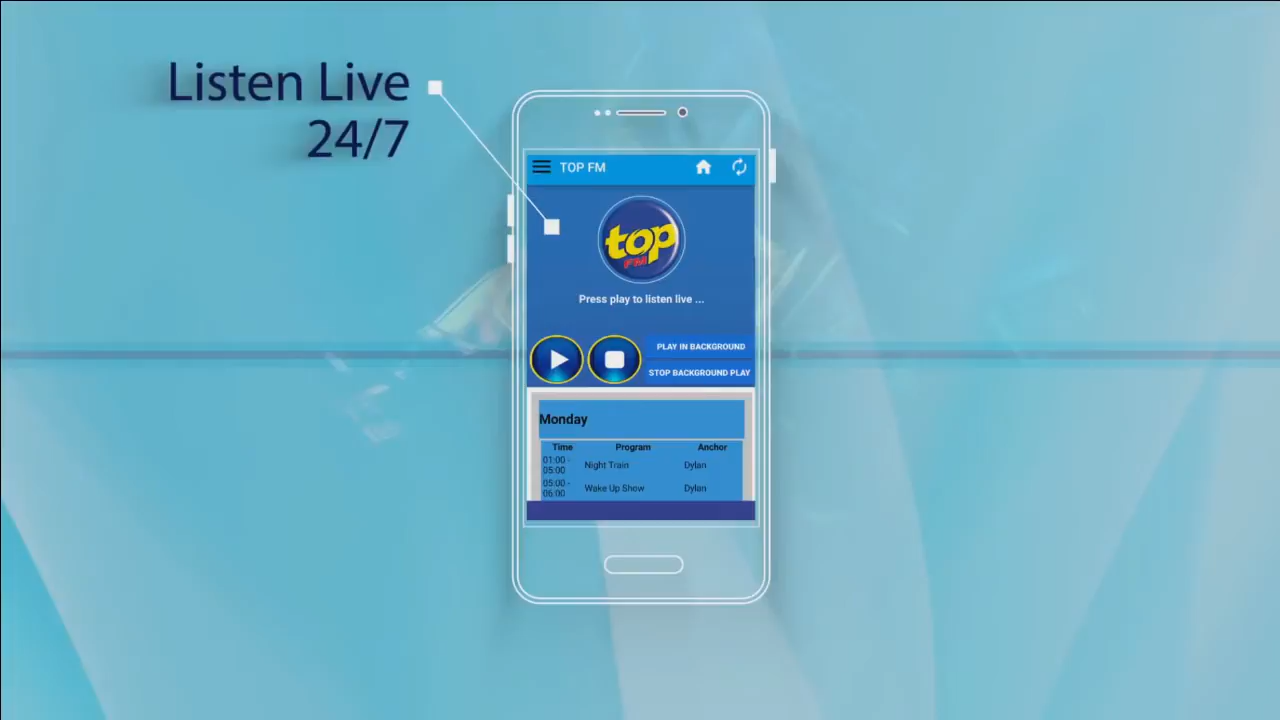 Listen Live
24/7
TOP FM
top
FM
Press play to listen live ...
PLAY IN BACKGROUND
STOP BACKGROUND PLAY
Monday
Time Program Anchor
01:00 - 05:00 Night Train Dylan
05:00 - 06:00 Wake Up Show Dylan